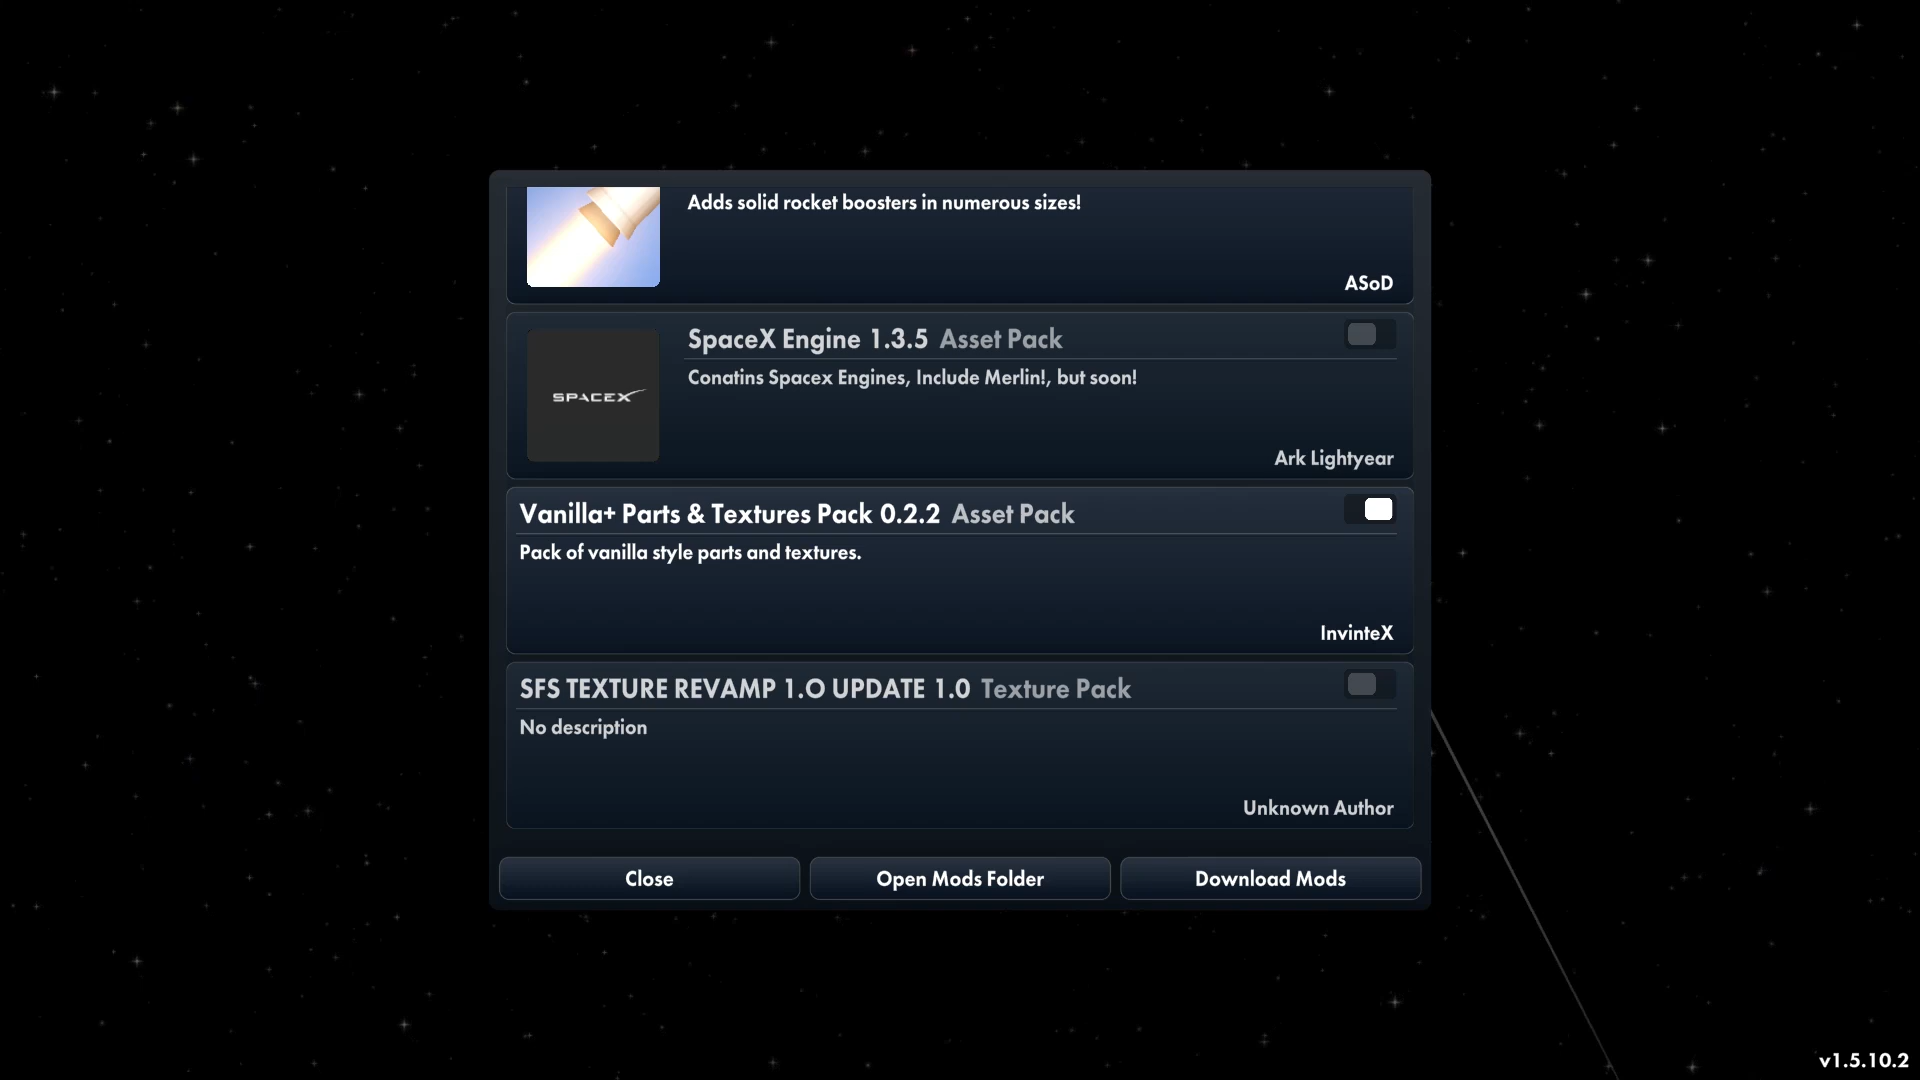 Adds solid rocket boosters in numerous sizes!
ASoD
SPACEX
SpaceX Engine 1.3.5 Asset Pack
Conatins Spacex Engines, Include Merlin!, but soon!
Ark Lightyear
Vanilla+ Parts & Textures Pack 0.2.2 Asset Pack
Pack of vanilla style parts and textures.
InvinteX
SFS TEXTURE REVAMP 1.O UPDATE 1.0 Texture Pack
No description
Unknown Author
Close
Open Mods Folder
Download Mods
v1.5.10.2